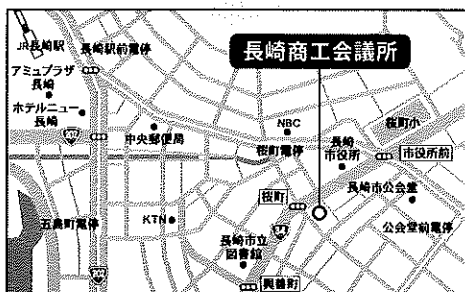 JR長崎駅
長崎駅前電停
アミュプラザ
長崎
ホテルニュー
長崎
長崎商工会議所
NBC
桜町小
中央郵便局
桜町電停
長崎
市役所
市役所前
五島町電停
KTN
桜町
長崎市公会堂
公会堂前電停
長崎市立
図書館
興善町
34